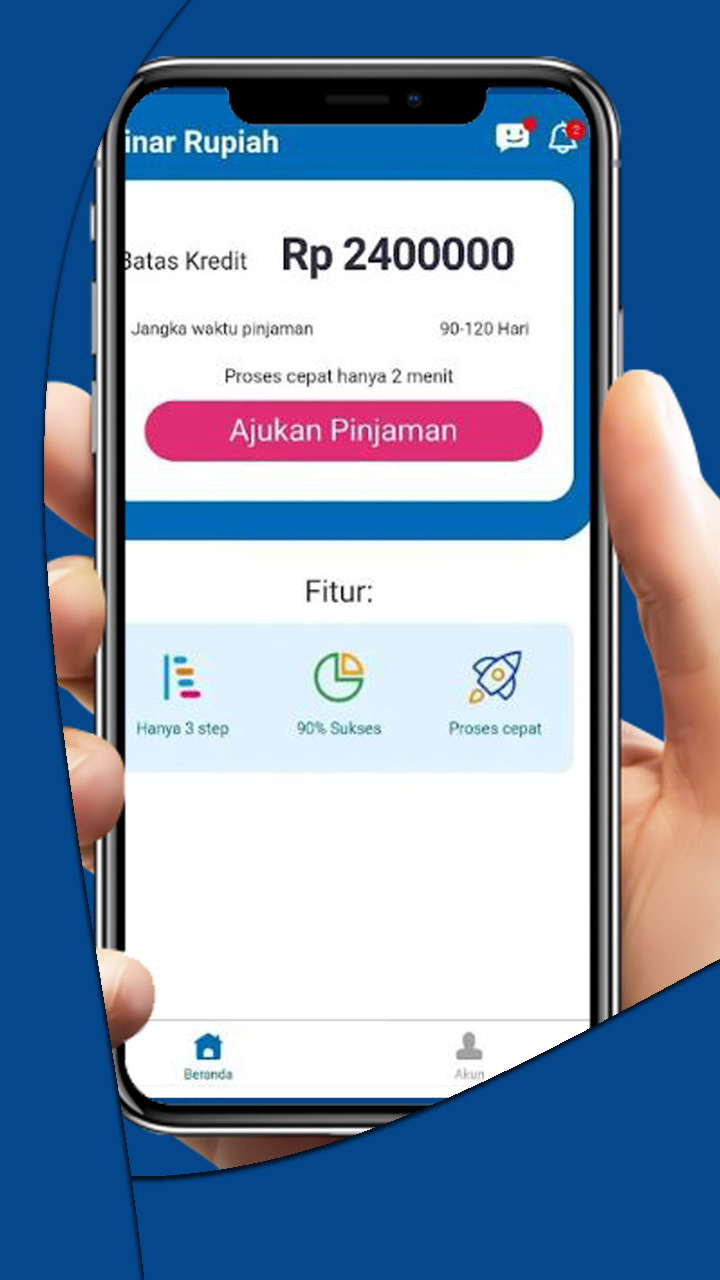 inar Rupiah
2
Batas Kredit Rp 2400000
Jangka waktu pinjaman 90-120 Hari
Proses cepat hanya 2 menit
Ajukan Pinjaman
Fitur:
Hanya 3 step 90% Sukses Proses cepat
Beranda Akun